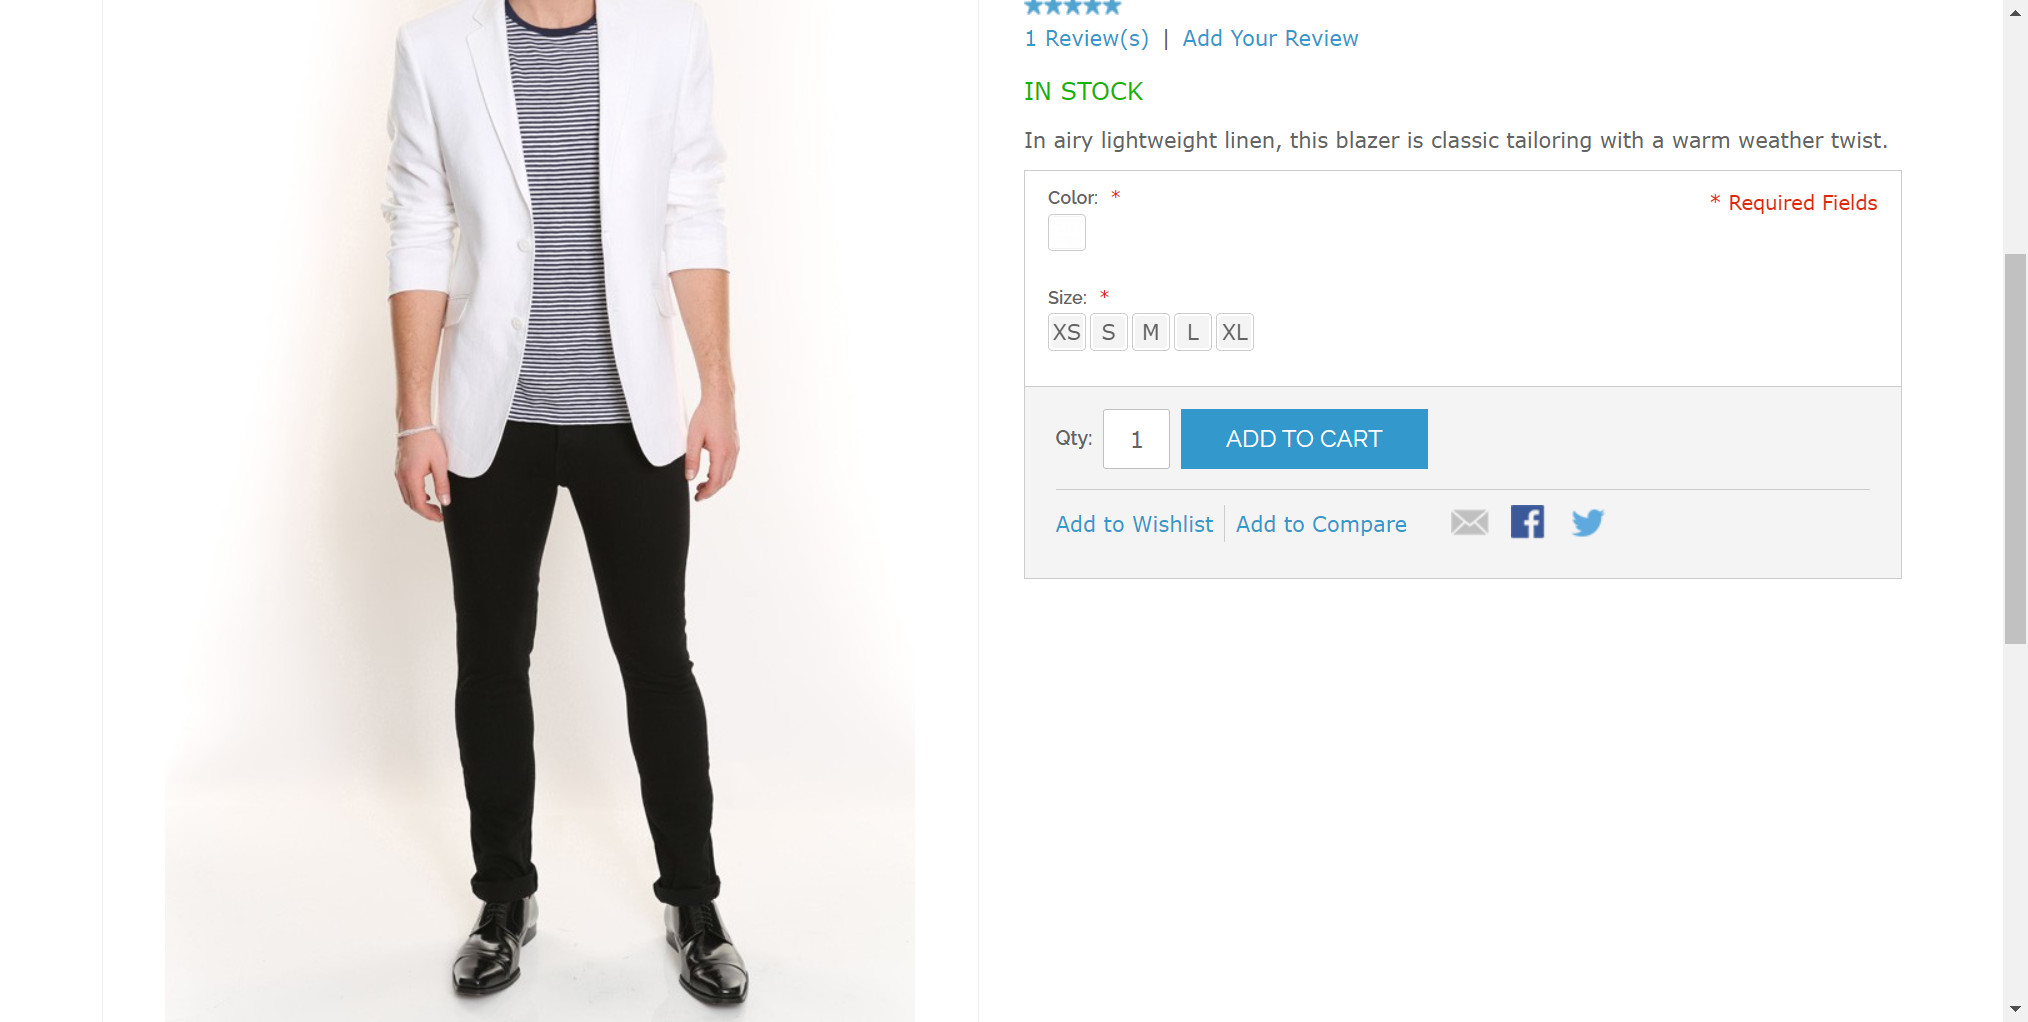 1 Review(s) | Add Your Review
IN STOCK
In airy lightweight linen, this blazer is classic tailoring with a warm weather twist.
Color: *
* Required Fields
Size: *
XS S M L XL
Qty: 1 ADD TO CART
Add to Wishlist Add to Compare